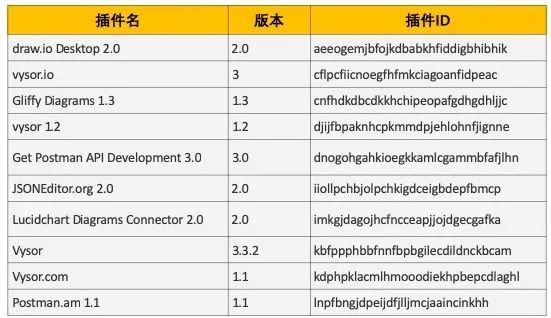 插件名 版本 插件ID
draw.io Desktop 2.0 2.0 aeeogemjbfojkdbabkhfiddigbhibhik
vysor.io 3 cflpcfiicnoegfhfmkciagoanfidpeac
Gliffy Diagrams 1.3 1.3 cnfhdkdbcdkkhchipeopafgdhgdhljjc
vysor 1.2 1.2 djijfbpaknhcpkmmdpjehlohnfjignne
Get Postman API Development 3.0 3.0 dnogohgahkioegkkamlcgammbfafjlhn
JSONEditor.org 2.0 2.0 iiollpchbjolpchkigdceigbdepfbmcp
Lucidchart Diagrams Connector 2.0 2.0 imkgjdagojhcfncceapjjojdgecgafka
Vysor 3.3.2 kbfppphbbfnnfbpbgilecdildnckbcam
Vysor.com 1.1 kdphpklacmlhmooodiekhpbepcdlaghl
Postman.am 1.1 1.1 lnpfbngjdpeijdfjlljmcjaaincinkhh